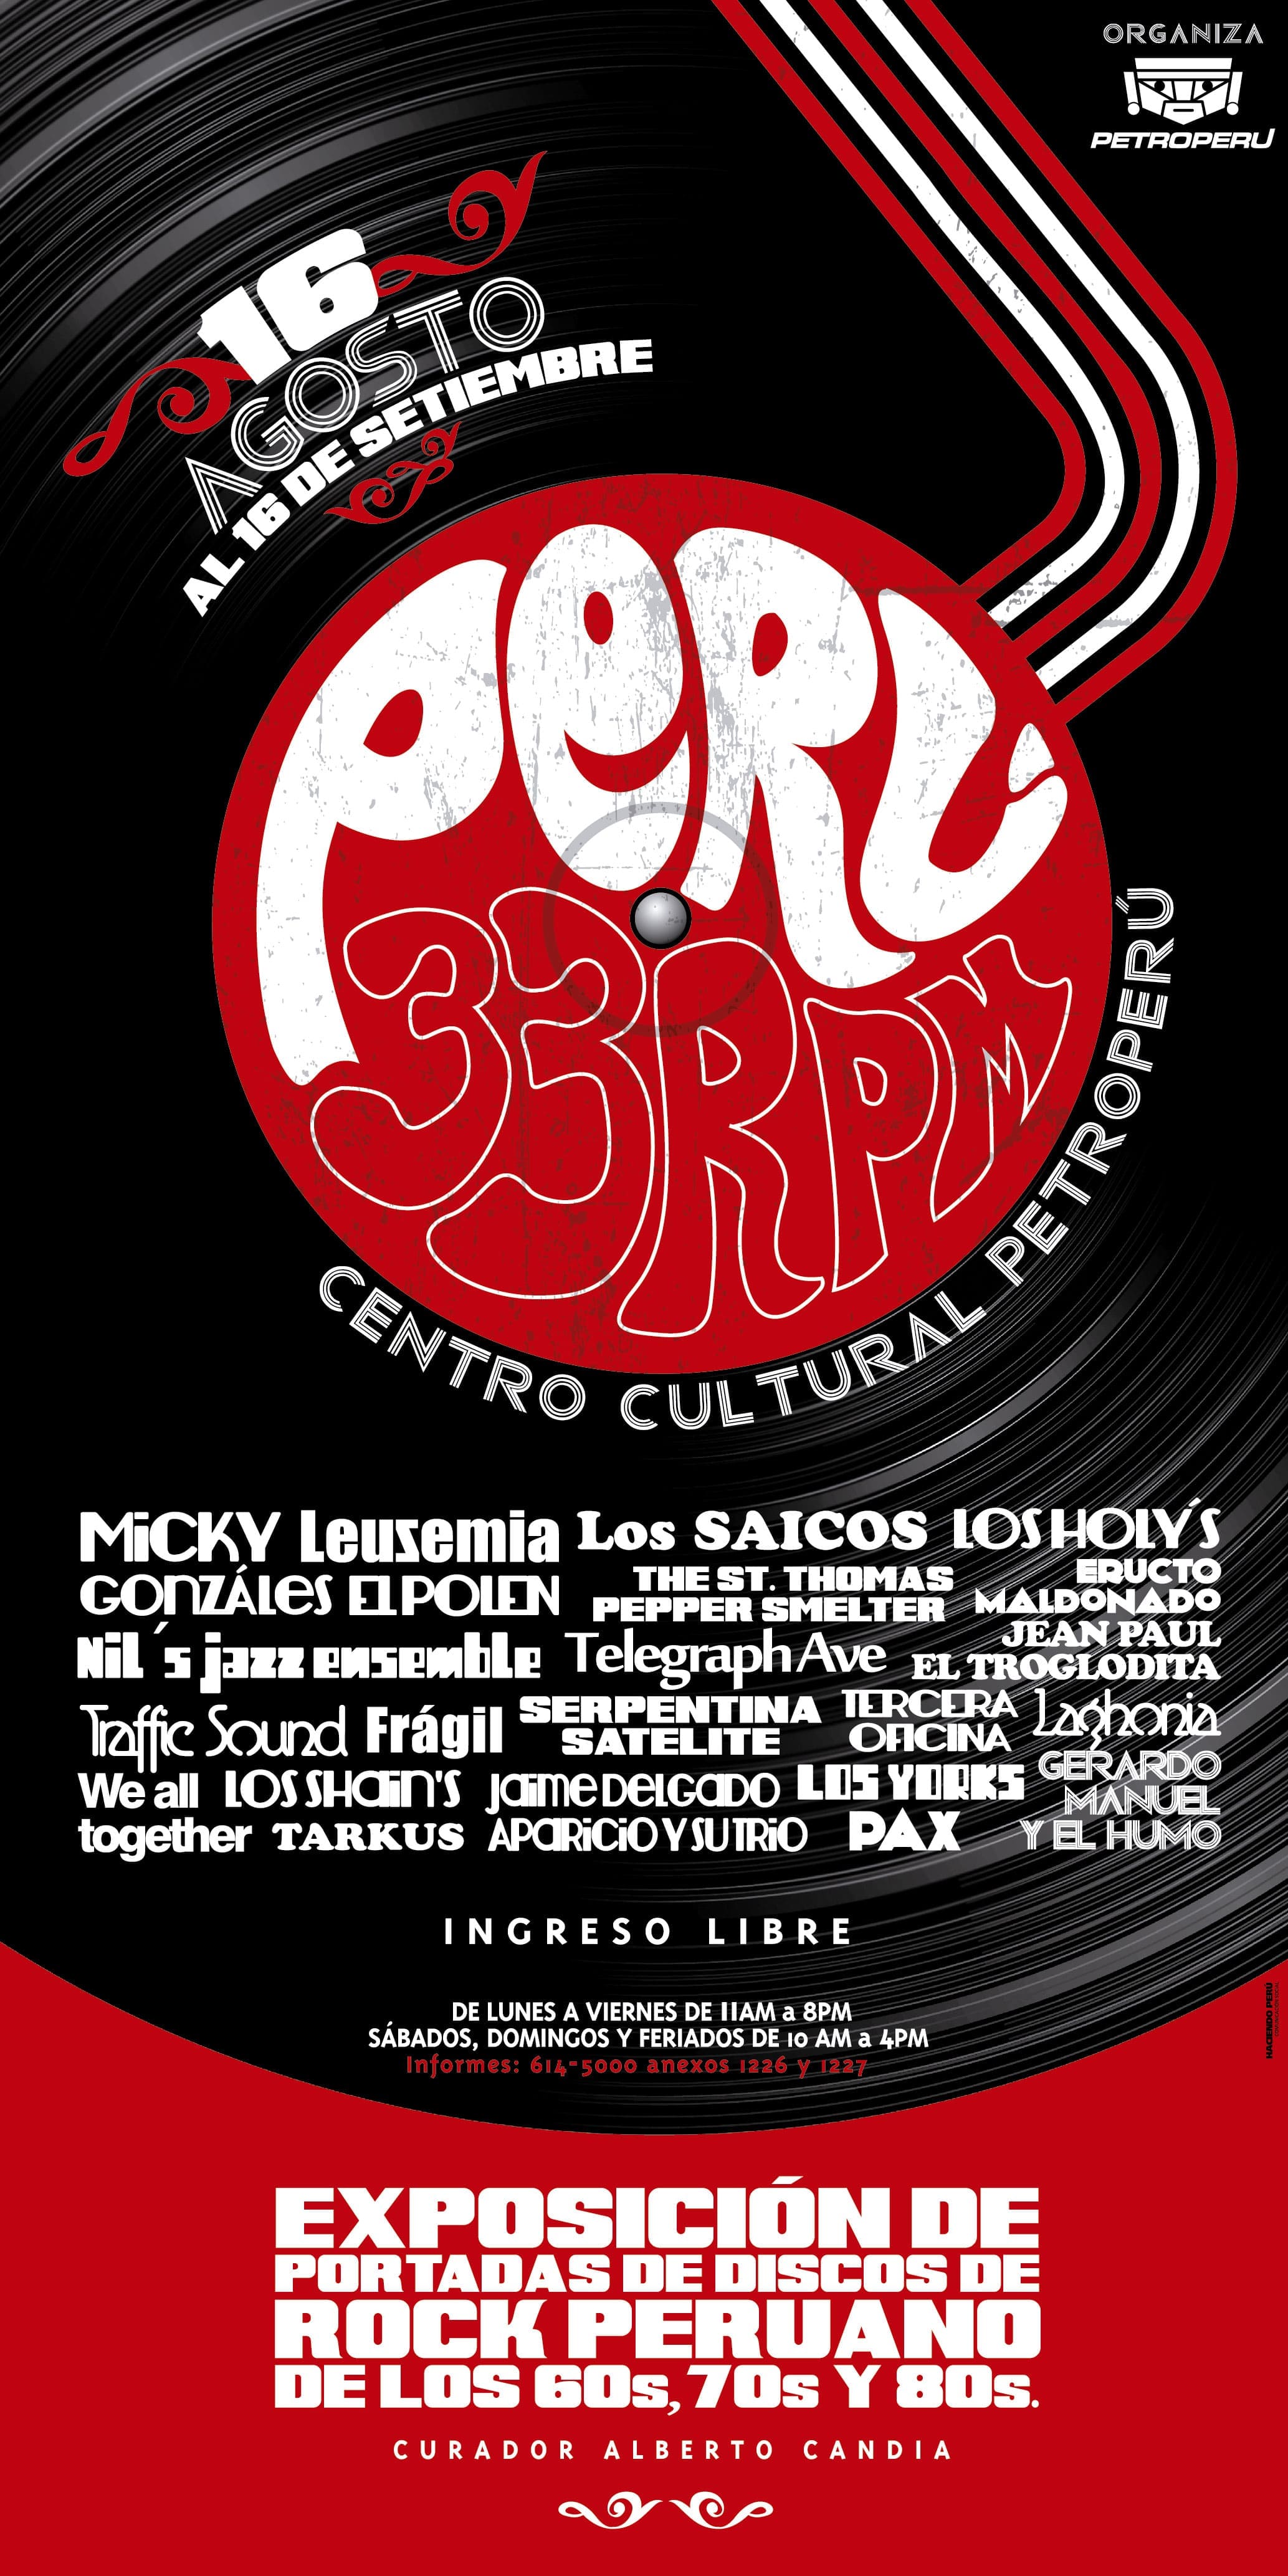 ORGANIZA
PETROPERU
16
AGOSTO
AL 16 DE SETIEMBRE
PERU
33 RPM
CENTRO CULTURAL PETROPERÚ
MiCKY Leuzemia Los SAICOS LOS HOLY´S
GONZÁLES EL POLEN THE ST. THOMAS PEPPER SMELTER ERUCTO MALDONADO
Nil´s jazz ensemble Telegraph Ave JEAN PAUL EL TROGLODITA
Traffic Sound Frágil SERPENTINA SATELITE TERCERA OFICINA Laghonia
We all together LOS SHAIN'S JAIME DELGADO APARICIO Y SU TRIO LOS YORKS GERARDO MANUEL Y EL HUMO
TARKUS PAX
INGRESO LIBRE
DE LUNES A VIERNES DE 11AM a 8PM
SÁBADOS, DOMINGOS Y FERIADOS DE 10 AM a 4PM
Informes: 614-5000 anexos 1226 y 1227
HACIENDO PERÚ
EXPOSICIÓN DE
PORTADAS DE DISCOS DE
ROCK PERUANO
DE LOS 60s, 70s Y 80s.
CURADOR ALBERTO CANDIA